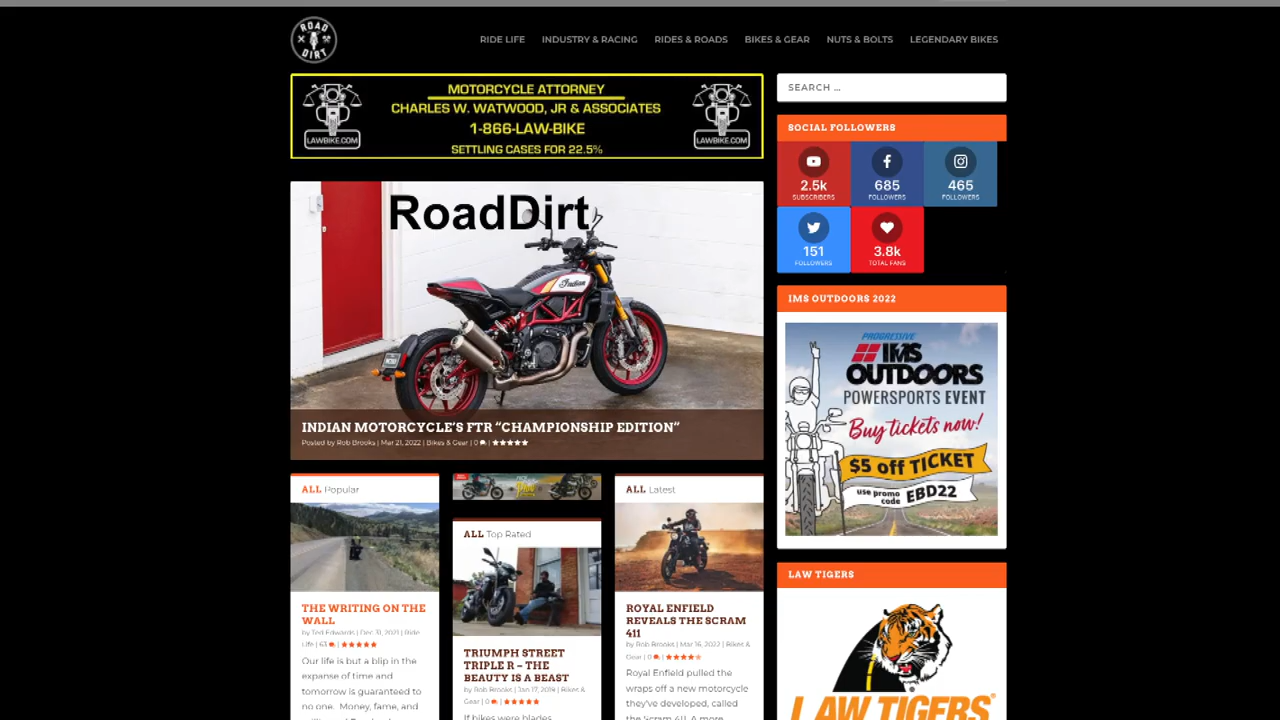 ROAD
DIRT
RIDE LIFE
INDUSTRY & RACING
RIDES & ROADS
BIKES & GEAR
NUTS & BOLTS
LEGENDARY BIKES
MOTORCYCLE ATTORNEY
CHARLES W. WATWOOD, JR & ASSOCIATES
1-866-LAW-BIKE
SETTLING CASES FOR 22.5%
LAWBIKE.COM
LAWBIKE.COM
SEARCH …
SOCIAL FOLLOWERS
2.5k
SUBSCRIBERS
685
FOLLOWERS
465
FOLLOWERS
151
FOLLOWERS
3.8k
TOTAL FANS
RoadDirt
Indian
INDIAN MOTORCYCLE'S FTR “CHAMPIONSHIP EDITION”
Posted by Rob Brooks | Mar 21, 2022 | Bikes & Gear | 0
IMS OUTDOORS 2022
PROGRESSIVE
IMS
OUTDOORS
POWERSPORTS EVENT
Buy tickets now!
$5 off TICKET
use promo
code EBD22
ALL Popular
THE WRITING ON THE
WALL
by Ted Edwards | Dec 31, 2021 | Ride
Life | 63
Our life is but a blip in the
expanse of time and
tomorrow is guaranteed to
no one. Money, fame, and
ALL Top Rated
TRIUMPH STREET
TRIPLE R – THE
BEAUTY IS A BEAST
by Rob Brooks | Jan 17, 2019 | Bikes &
Gear | 0
If bikes were blades
ALL Latest
ROYAL ENFIELD
REVEALS THE SCRAM
411
by Rob Brooks | Mar 16, 2022 | Bikes &
Gear | 0
Royal Enfield pulled the
wraps off a new motorcycle
they've developed, called
the Scram 411. A more
LAW TIGERS
LAW TIGERS